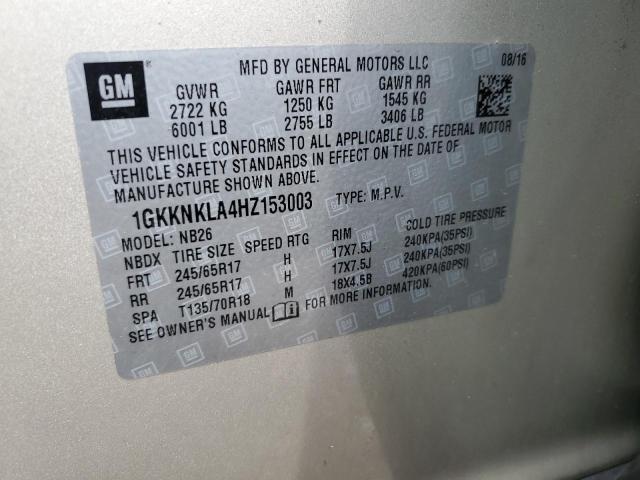 GM
MFD BY GENERAL MOTORS LLC 08/16
GVWR GAWR FRT GAWR RR
2722 KG 1250 KG 1545 KG
6001 LB 2755 LB 3406 LB
THIS VEHICLE CONFORMS TO ALL APPLICABLE U.S. FEDERAL MOTOR
VEHICLE SAFETY STANDARDS IN EFFECT ON THE DATE OF
MANUFACTURE SHOWN ABOVE.
1GKKNKLA4HZ153003 TYPE: M.P.V.
MODEL: NB26
NBDX TIRE SIZE SPEED RTG RIM COLD TIRE PRESSURE
FRT 245/65R17 H 17X7.5J 240KPA(35PSI)
RR 245/65R17 H 17X7.5J 240KPA(35PSI)
SPA T135/70R18 M 18X4.5B 420KPA(60PSI)
SEE OWNER'S MANUAL FOR MORE INFORMATION.